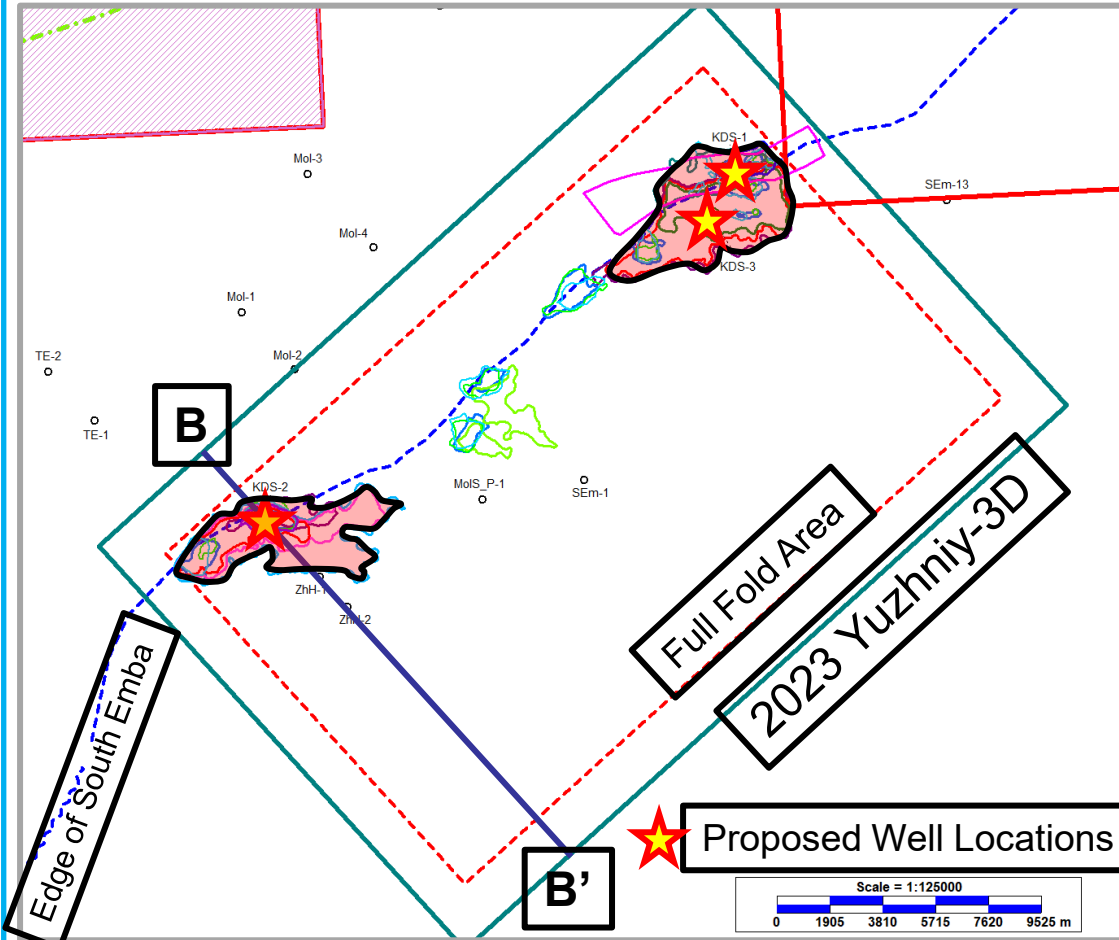 KDS-1
Mol-3
SEm-13
Mol-4
KDS-3
Mol-1
Mol-2
TE-2
B
TE-1
KDS-2
MolS_P-1
SEm-1
ZhH-1
ZhH-2
Full Fold Area
2023 Yuzhniy-3D
Edge of South Emba
Proposed Well Locations
B’
Scale = 1:125000
0 1905 3810 5715 7620 9525 m